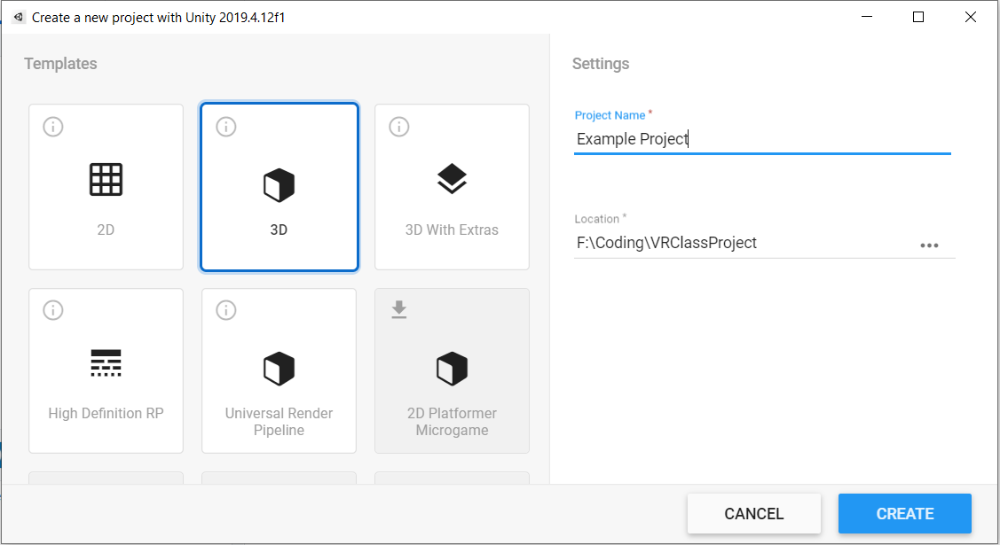 Create a new project with Unity 2019.4.12f1
Templates
2D
3D
3D With Extras
High Definition RP
Universal Render
Pipeline
2D Platformer
Microgame
Settings
Project Name *
Example Project
Location *
F:\Coding\VRClassProject
CANCEL
CREATE